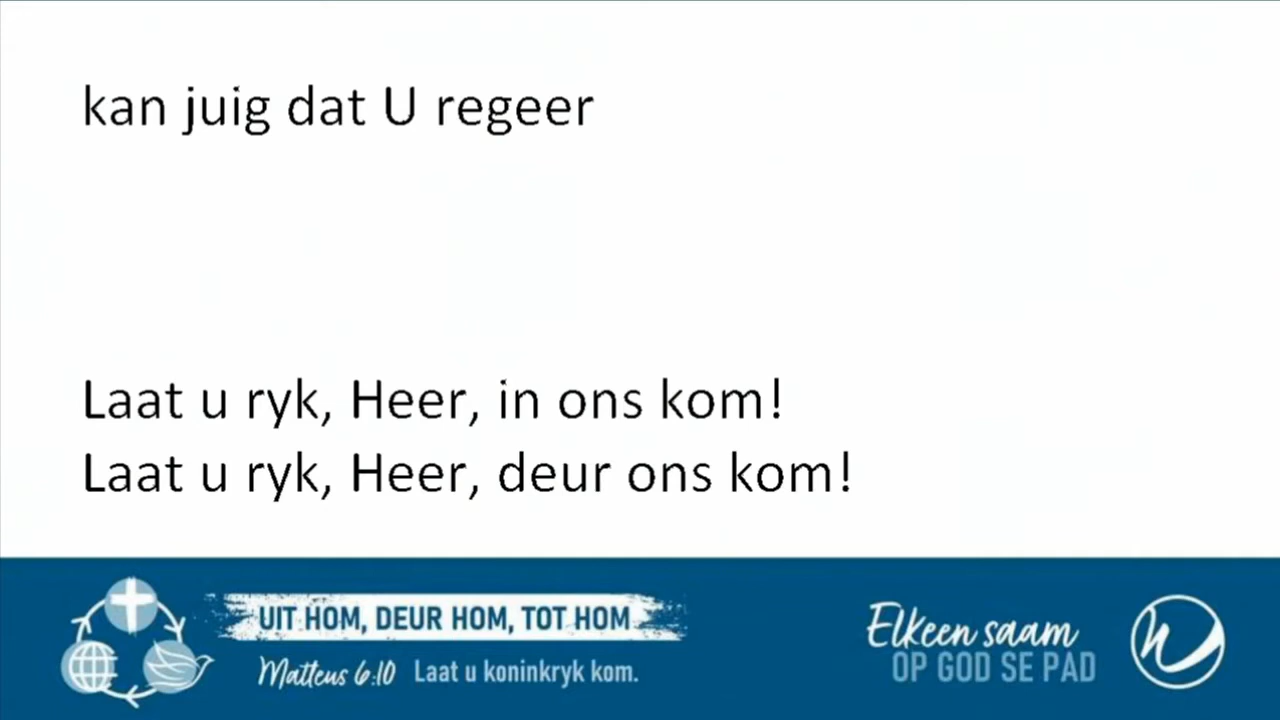 kan juig dat U regeer
Laat u ryk, Heer, in ons kom!
Laat u ryk, Heer, deur ons kom!
UIT HOM, DEUR HOM, TOT HOM
Matteus 6:10 Laat u koninkryk kom.
Elkeen saam
OP GOD SE PAD